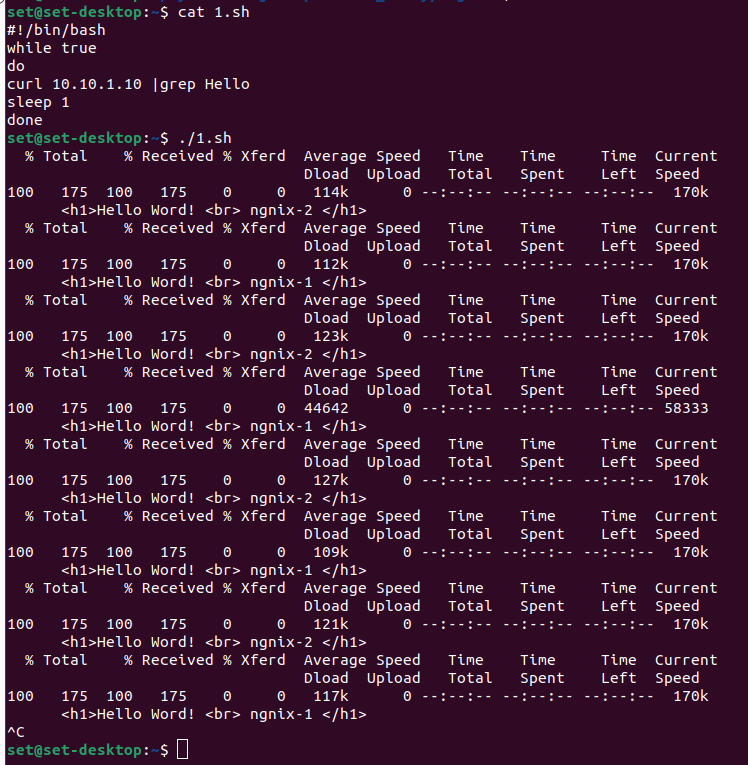 set@set-desktop:~$ cat 1.sh
#!/bin/bash
while true
do
curl 10.10.1.10 |grep Hello
sleep 1
done
set@set-desktop:~$ ./1.sh
  % Total    % Received % Xferd  Average Speed   Time    Time     Time  Current
                                 Dload  Upload   Total   Spent    Left  Speed
100   175  100   175    0     0   114k      0 --:--:-- --:--:-- --:--:--  170k
      <h1>Hello Word! <br> ngnix-2 </h1>
  % Total    % Received % Xferd  Average Speed   Time    Time     Time  Current
                                 Dload  Upload   Total   Spent    Left  Speed
100   175  100   175    0     0   112k      0 --:--:-- --:--:-- --:--:--  170k
      <h1>Hello Word! <br> ngnix-1 </h1>
  % Total    % Received % Xferd  Average Speed   Time    Time     Time  Current
                                 Dload  Upload   Total   Spent    Left  Speed
100   175  100   175    0     0   123k      0 --:--:-- --:--:-- --:--:--  170k
      <h1>Hello Word! <br> ngnix-2 </h1>
  % Total    % Received % Xferd  Average Speed   Time    Time     Time  Current
                                 Dload  Upload   Total   Spent    Left  Speed
100   175  100   175    0     0  44642      0 --:--:-- --:--:-- --:--:-- 58333
      <h1>Hello Word! <br> ngnix-1 </h1>
  % Total    % Received % Xferd  Average Speed   Time    Time     Time  Current
                                 Dload  Upload   Total   Spent    Left  Speed
100   175  100   175    0     0   127k      0 --:--:-- --:--:-- --:--:--  170k
      <h1>Hello Word! <br> ngnix-2 </h1>
  % Total    % Received % Xferd  Average Speed   Time    Time     Time  Current
                                 Dload  Upload   Total   Spent    Left  Speed
100   175  100   175    0     0   109k      0 --:--:-- --:--:-- --:--:--  170k
      <h1>Hello Word! <br> ngnix-1 </h1>
  % Total    % Received % Xferd  Average Speed   Time    Time     Time  Current
                                 Dload  Upload   Total   Spent    Left  Speed
100   175  100   175    0     0   121k      0 --:--:-- --:--:-- --:--:--  170k
      <h1>Hello Word! <br> ngnix-2 </h1>
  % Total    % Received % Xferd  Average Speed   Time    Time     Time  Current
                                 Dload  Upload   Total   Spent    Left  Speed
100   175  100   175    0     0   117k      0 --:--:-- --:--:-- --:--:--  170k
      <h1>Hello Word! <br> ngnix-1 </h1>
^C
set@set-desktop:~$